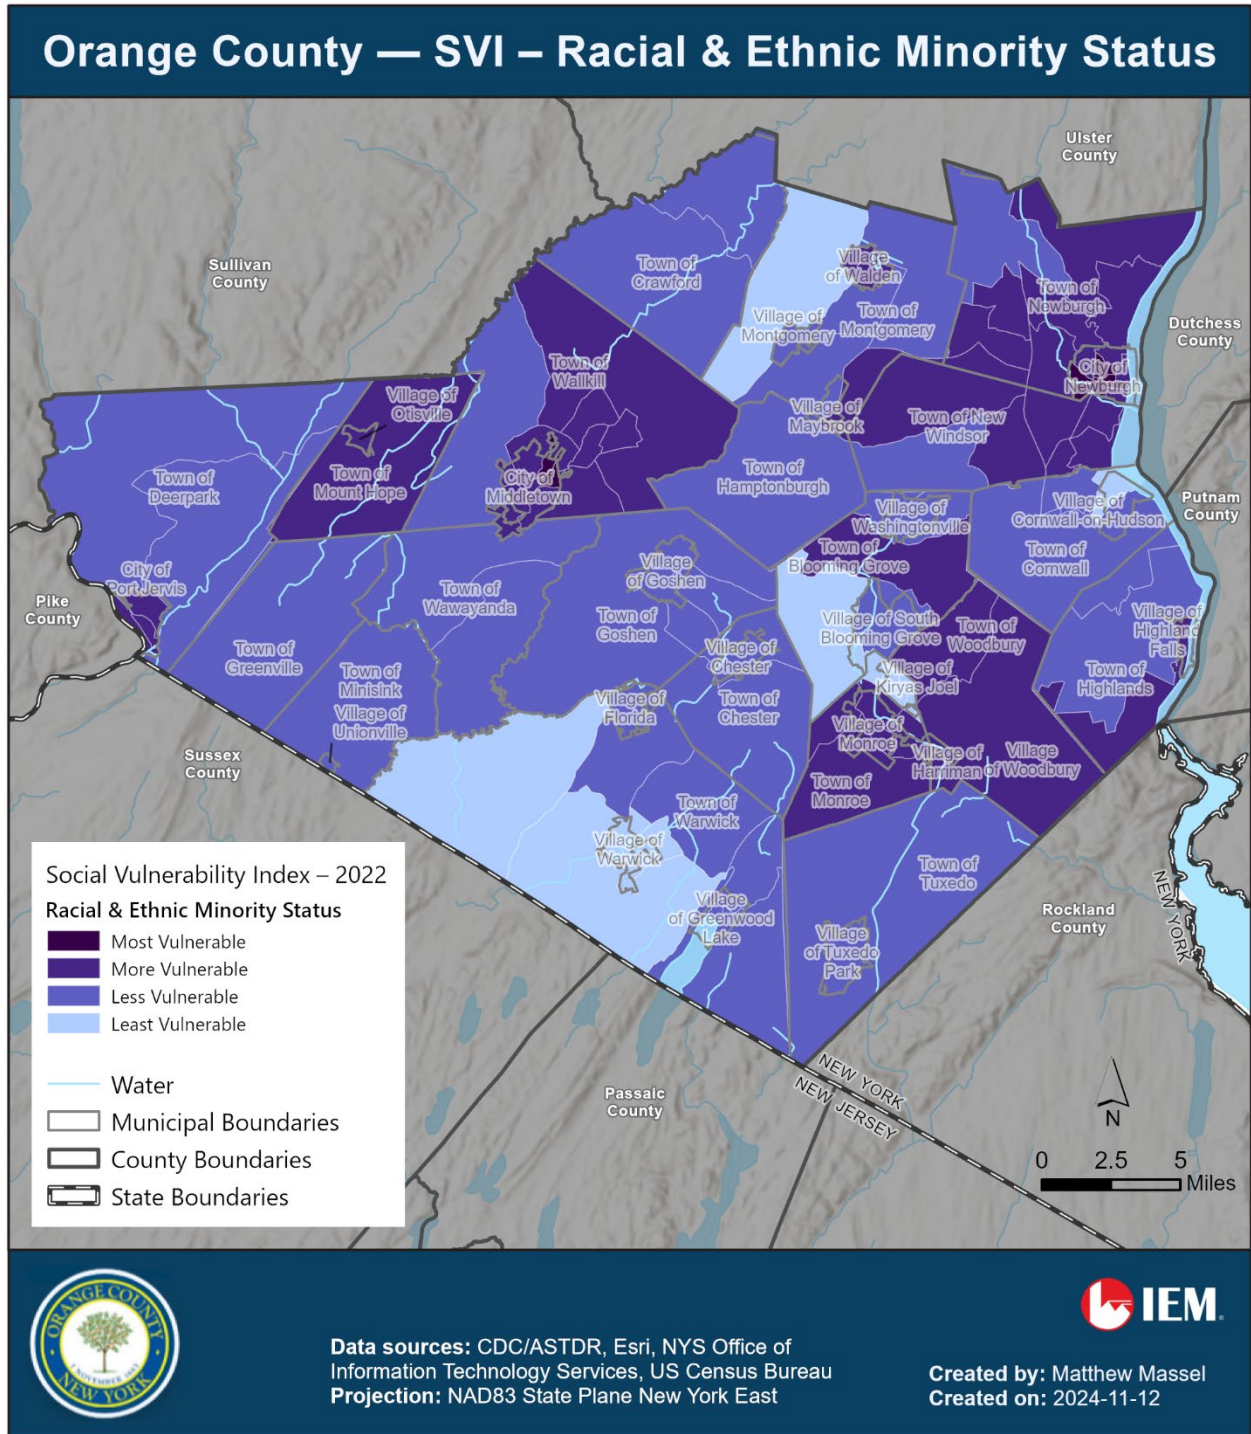 Orange County — SVI – Racial & Ethnic Minority Status
Ulster
County
Sullivan
County
Dutchess
County
Putnam
County
Pike
County
Sussex
County
Passaic
County
Rockland
County
Town of
Crawford
Village
of Walden
Village of
Montgomery
Town of
Montgomery
Town of
Newburgh
City of
Newburgh
Town of
Wallkill
Village of
Otisville
Town of
Mount Hope
City of
Middletown
Village of
Maybrook
Town of New
Windsor
Town of
Deerpark
Town of
Hamptonburgh
Village of
Washingtonville
Village of
Cornwall-on-Hudson
Town of
Cornwall
Town of
Blooming Grove
City of
Port Jervis
Village
of Goshen
Town of
Wawayanda
Town of
Goshen
Village of South
Blooming Grove
Town of
Woodbury
Village of
Highland
Falls
Town of
Highlands
Town of
Greenville
Town of
Minisink
Village of
Unionville
Village of
Chester
Town of
Chester
Village of
Kiryas Joel
Village of
Florida
Village of
Monroe
Village of
Harriman
Village
of Woodbury
Town of
Monroe
Town of
Warwick
Village of
Warwick
Town of
Tuxedo
Village
of Greenwood
Lake
Village
of Tuxedo
Park
NEW YORK
NEW YORK
NEW JERSEY
Social Vulnerability Index – 2022
Racial & Ethnic Minority Status
Most Vulnerable
More Vulnerable
Less Vulnerable
Least Vulnerable
Water
Municipal Boundaries
County Boundaries
State Boundaries
N
0 2.5 5
Miles
ORANGE COUNTY
NEW YORK
IEM
Data sources: CDC/ASTDR, Esri, NYS Office of
Information Technology Services, US Census Bureau
Projection: NAD83 State Plane New York East
Created by: Matthew Massel
Created on: 2024-11-12